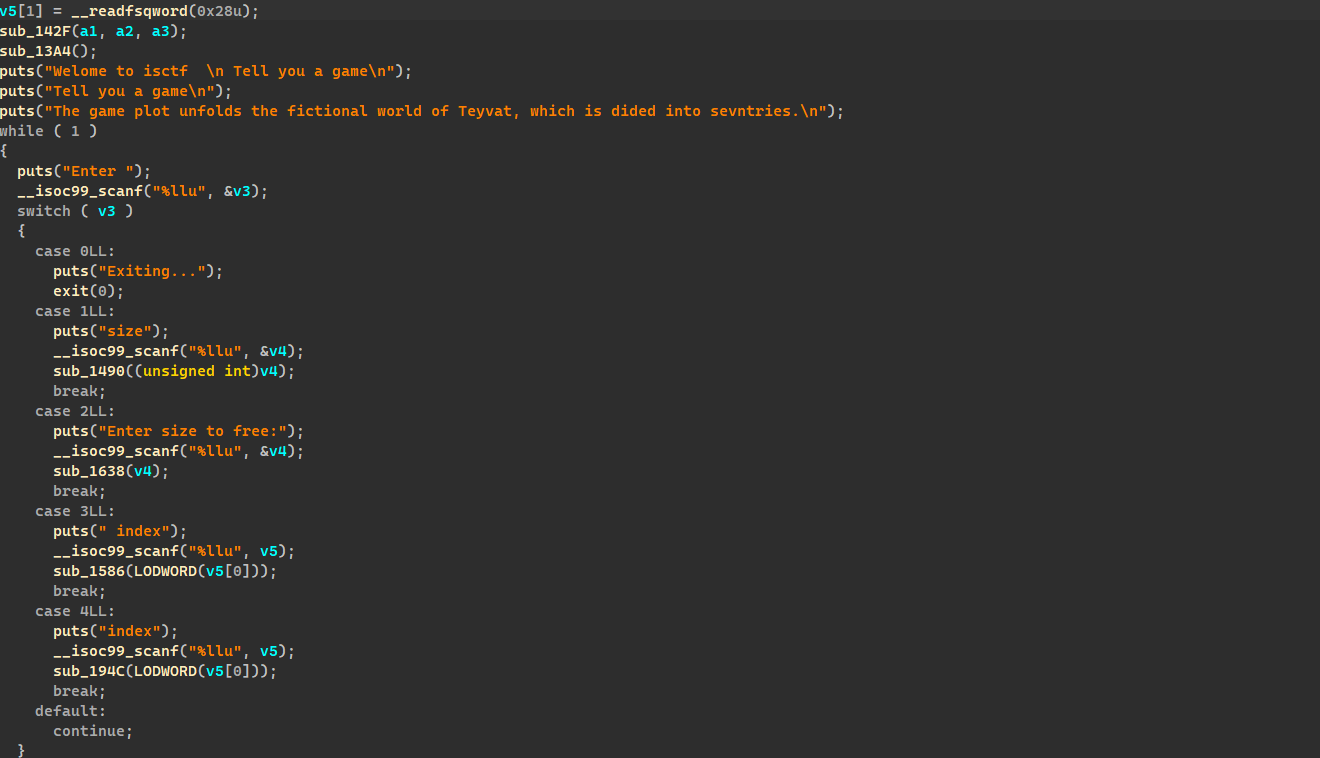 v5[1] = __readfsqword(0x28u);
sub_142F(a1, a2, a3);
sub_13A4();
puts("Welome to isctf  \n Tell you a game\n");
puts("Tell you a game\n");
puts("The game plot unfolds the fictional world of Teyvat, which is dided into sevntries.\n");
while ( 1 )
{
  puts("Enter ");
  __isoc99_scanf("%llu", &v3);
  switch ( v3 )
  {
    case 0LL:
      puts("Exiting...");
      exit(0);
    case 1LL:
      puts("size");
      __isoc99_scanf("%llu", &v4);
      sub_1490((unsigned int)v4);
      break;
    case 2LL:
      puts("Enter size to free:");
      __isoc99_scanf("%llu", &v4);
      sub_1638(v4);
      break;
    case 3LL:
      puts(" index");
      __isoc99_scanf("%llu", v5);
      sub_1586(LODWORD(v5[0]));
      break;
    case 4LL:
      puts("index");
      __isoc99_scanf("%llu", v5);
      sub_194C(LODWORD(v5[0]));
      break;
    default:
      continue;
  }